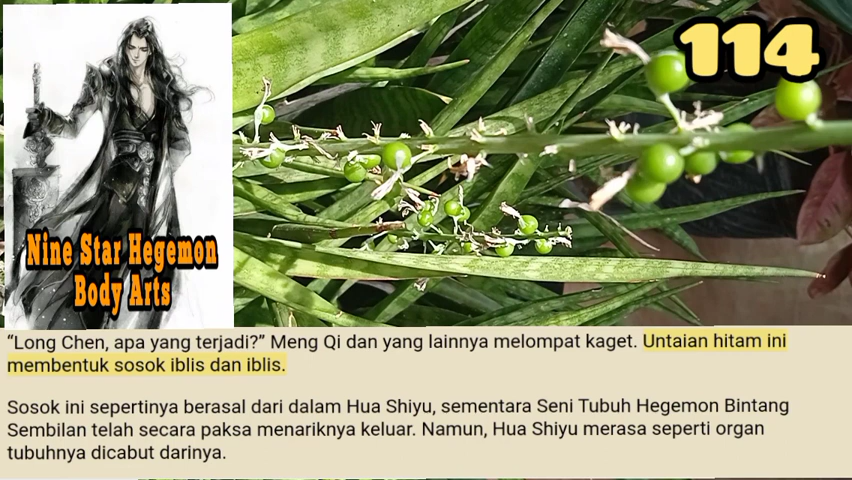 114
Nine Star Hegemon
Body Arts
“Long Chen, apa yang terjadi?” Meng Qi dan yang lainnya melompat kaget. Untaian hitam ini
membentuk sosok iblis dan iblis.
Sosok ini sepertinya berasal dari dalam Hua Shiyu, sementara Seni Tubuh Hegemon Bintang
Sembilan telah secara paksa menariknya keluar. Namun, Hua Shiyu merasa seperti organ
tubuhnya dicabut darinya.